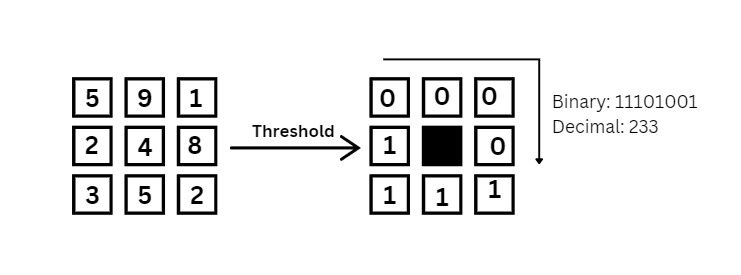 5 9 1
2 4 8
3 5 2
Threshold
0 0 0
1 0
1 1 1
Binary: 11101001
Decimal: 233